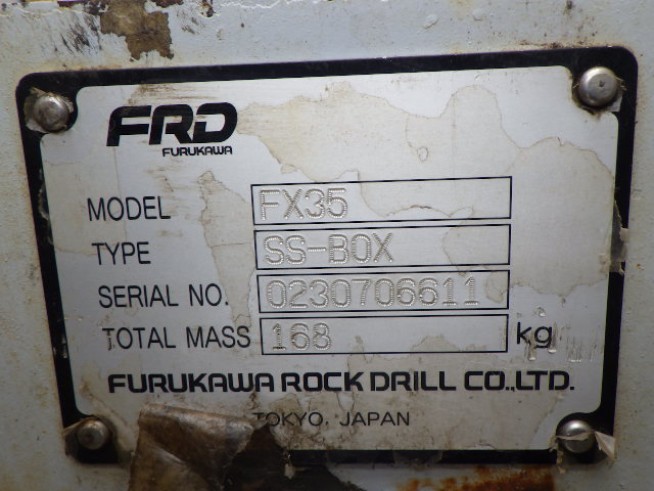 FRD
FURUKAWA
MODEL FX35
TYPE SS-BOX
SERIAL NO. 0230706611
TOTAL MASS 168 kg
FURUKAWA ROCK DRILL CO.,LTD.
TOKYO, JAPAN